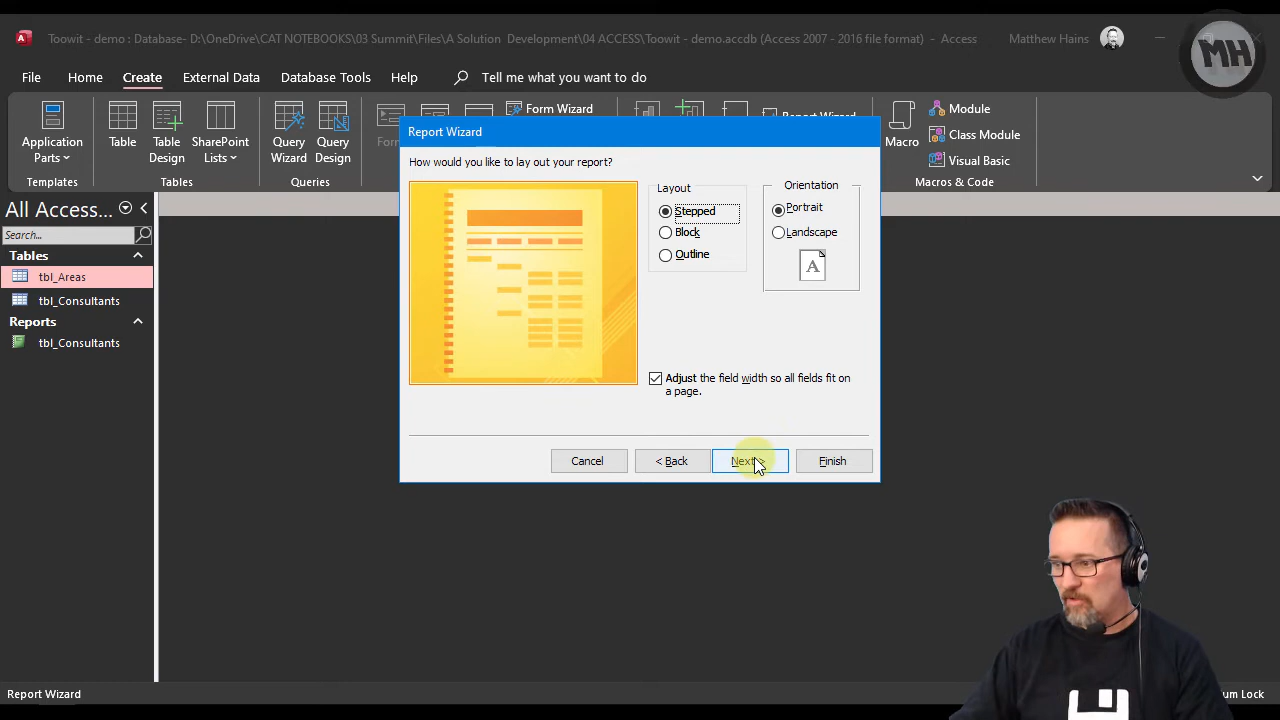 Toowit - demo : Database- D:\OneDrive\CAT NOTEBOOKS\03 Summit\Files\A Solution Development\04 ACCESS\Toowit - demo.accdb (Access 2007 - 2016 file format) - Access
Matthew Hains
MH
File
Home
Create
External Data
Database Tools
Help
Tell me what you want to do
Application Parts
Table
Table Design
SharePoint Lists
Query Wizard
Query Design
Form Wizard
Report Wizard
Macro
Module
Class Module
Visual Basic
Templates
Tables
Queries
Macros & Code
All Access...
Search...
Tables
tbl_Areas
tbl_Consultants
Reports
tbl_Consultants
Report Wizard
How would you like to lay out your report?
Layout
Stepped
Block
Outline
Orientation
Portrait
Landscape
A
Adjust the field width so all fields fit on
a page.
Cancel
< Back
Next >
Finish
Report Wizard
Lock